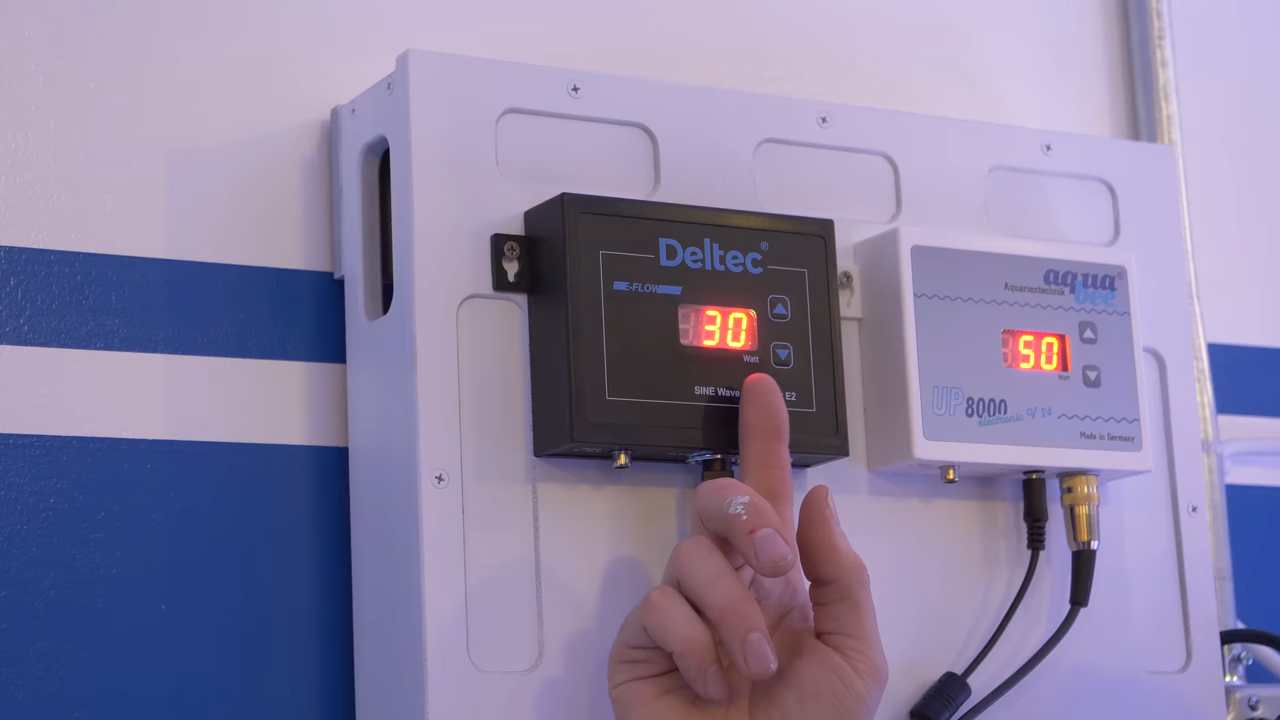 Deltec®
E-FLOW
30
Watt
SINE Wave E2
aqua
bee
Aquarientechnik
50
Watt
UP 8000
electronic
Made in Germany